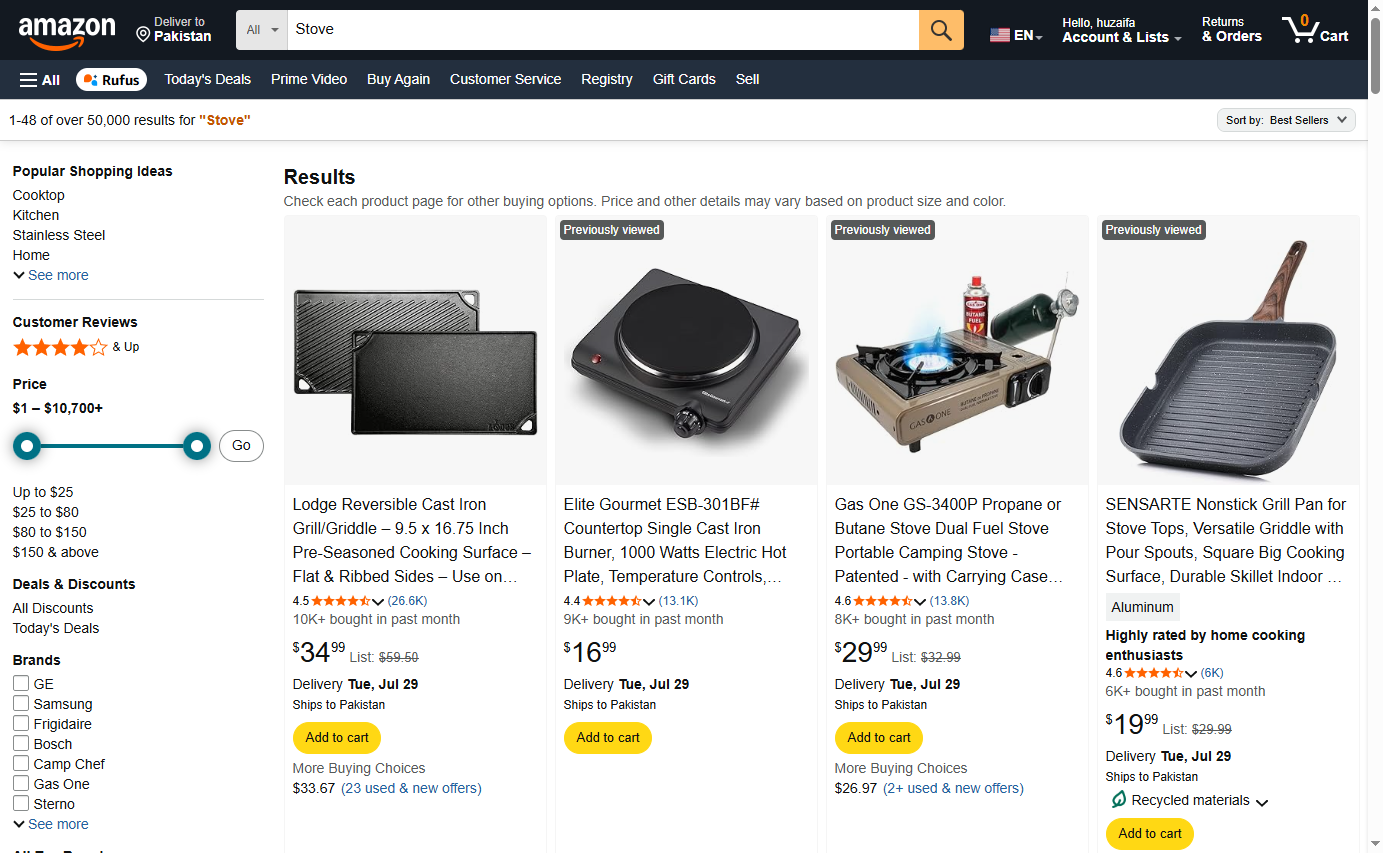 amazon
Deliver to
Pakistan
All
Stove
EN
Hello, huzaifa
Account & Lists
Returns
& Orders
0
Cart
All
Rufus
Today's Deals
Prime Video
Buy Again
Customer Service
Registry
Gift Cards
Sell
1-48 of over 50,000 results for "Stove"
Sort by: Best Sellers
Popular Shopping Ideas
Cooktop
Kitchen
Stainless Steel
Home
See more
Customer Reviews
& Up
Price
$1 – $10,700+
Go
Up to $25
$25 to $80
$80 to $150
$150 & above
Deals & Discounts
All Discounts
Today's Deals
Brands
GE
Samsung
Frigidaire
Bosch
Camp Chef
Gas One
Sterno
See more
Results
Check each product page for other buying options. Price and other details may vary based on product size and color.
Lodge Reversible Cast Iron
Grill/Griddle – 9.5 x 16.75 Inch
Pre-Seasoned Cooking Surface –
Flat & Ribbed Sides – Use on…
4.5 (26.6K)
10K+ bought in past month
$34.99 List: $59.50
Delivery Tue, Jul 29
Ships to Pakistan
Add to cart
More Buying Choices
$33.67 (23 used & new offers)
Previously viewed
Elite Gourmet ESB-301BF#
Countertop Single Cast Iron
Burner, 1000 Watts Electric Hot
Plate, Temperature Controls,…
4.4 (13.1K)
9K+ bought in past month
$16.99
Delivery Tue, Jul 29
Ships to Pakistan
Add to cart
Previously viewed
BUTANE
FUEL
GAS ONE
Gas One GS-3400P Propane or
Butane Stove Dual Fuel Stove
Portable Camping Stove -
Patented - with Carrying Case…
4.6 (13.8K)
8K+ bought in past month
$29.99 List: $32.99
Delivery Tue, Jul 29
Ships to Pakistan
Add to cart
More Buying Choices
$26.97 (2+ used & new offers)
Previously viewed
SENSARTE Nonstick Grill Pan for
Stove Tops, Versatile Griddle with
Pour Spouts, Square Big Cooking
Surface, Durable Skillet Indoor …
Aluminum
Highly rated by home cooking
enthusiasts
4.6 (6K)
6K+ bought in past month
$19.99 List: $29.99
Delivery Tue, Jul 29
Ships to Pakistan
Recycled materials
Add to cart